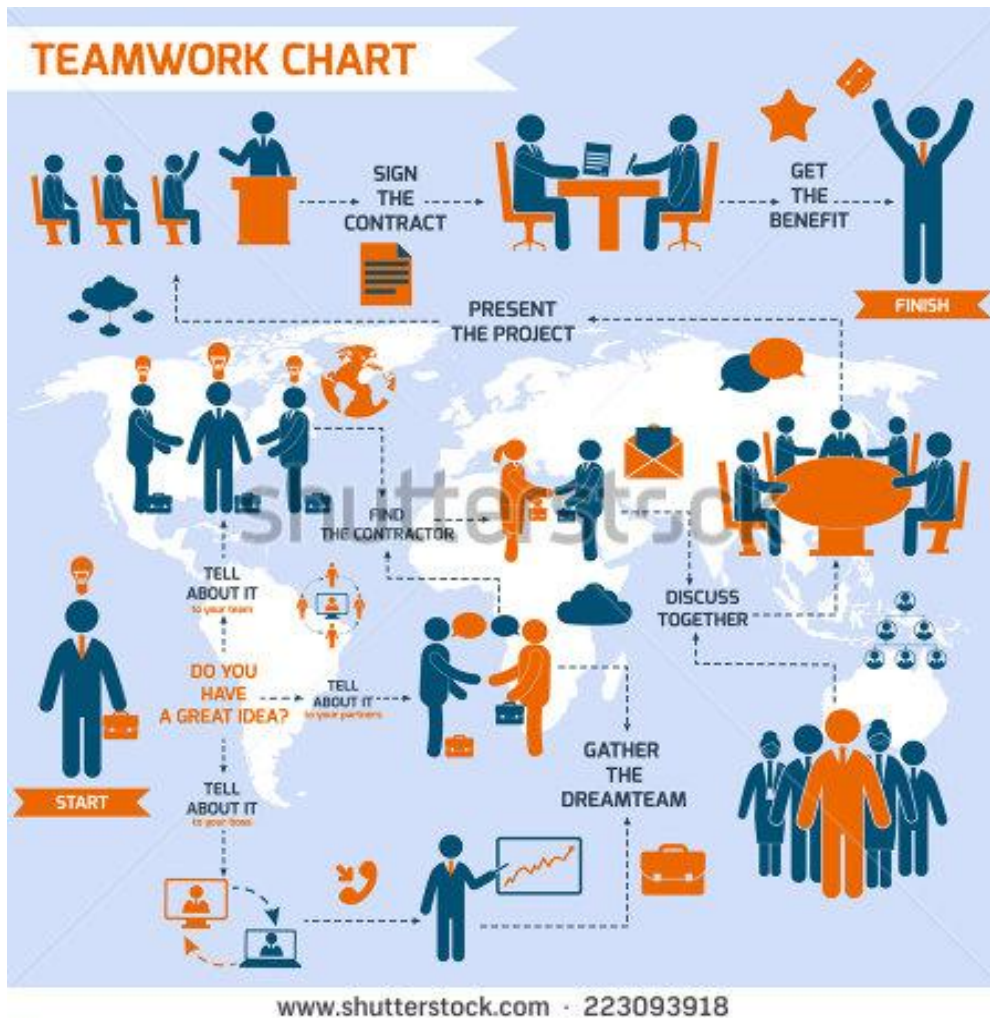 TEAMWORK CHART
SIGN
THE
CONTRACT
GET
THE
BENEFIT
FINISH
PRESENT
THE PROJECT
FIND
THE CONTRACTOR
TELL
ABOUT IT
to your team
DISCUSS
TOGETHER
DO YOU
HAVE
A GREAT IDEA?
TELL
ABOUT IT
to your partners
START
TELL
ABOUT IT
to your boss
GATHER
THE
DREAMTEAM
shutterstock
www.shutterstock.com · 223093918